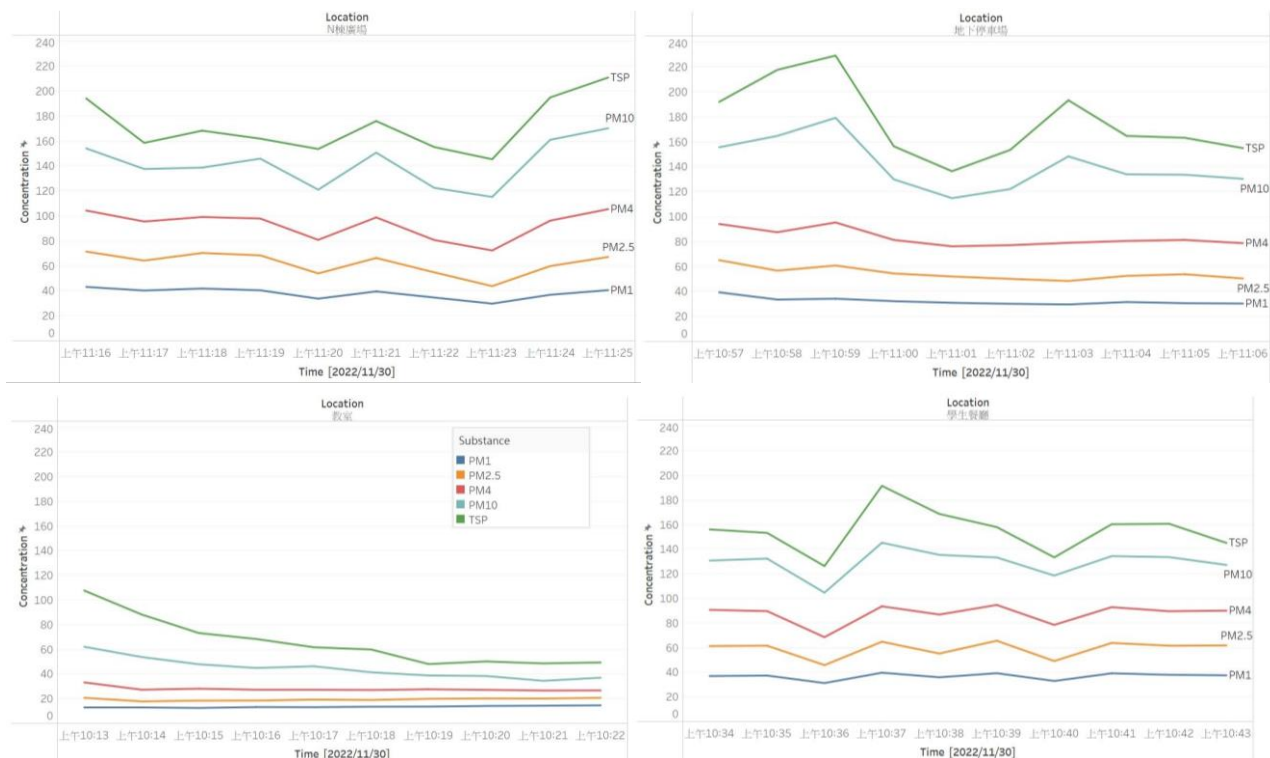 Location
N棟廣場
240
220
200
180
160
140
120
100
80
60
40
20
0
Concentration %
TSP
PM10
PM4
PM2.5
PM1
上午11:16 上午11:17 上午11:18 上午11:19 上午11:20 上午11:21 上午11:22 上午11:23 上午11:24 上午11:25
Time [2022/11/30]
Location
地下停車場
240
220
200
180
160
140
120
100
80
60
40
20
0
Concentration %
TSP
PM10
PM4
PM2.5
PM1
上午10:57 上午10:58 上午10:59 上午11:00 上午11:01 上午11:02 上午11:03 上午11:04 上午11:05 上午11:06
Time [2022/11/30]
Location
教室
240
220
200
180
160
140
120
100
80
60
40
20
0
Concentration %
Substance
PM1
PM2.5
PM4
PM10
TSP
上午10:13 上午10:14 上午10:15 上午10:16 上午10:17 上午10:18 上午10:19 上午10:20 上午10:21 上午10:22
Time [2022/11/30]
Location
學生餐廳
240
220
200
180
160
140
120
100
80
60
40
20
0
Concentration %
TSP
PM10
PM4
PM2.5
PM1
上午10:34 上午10:35 上午10:36 上午10:37 上午10:38 上午10:39 上午10:40 上午10:41 上午10:42 上午10:43
Time [2022/11/30]